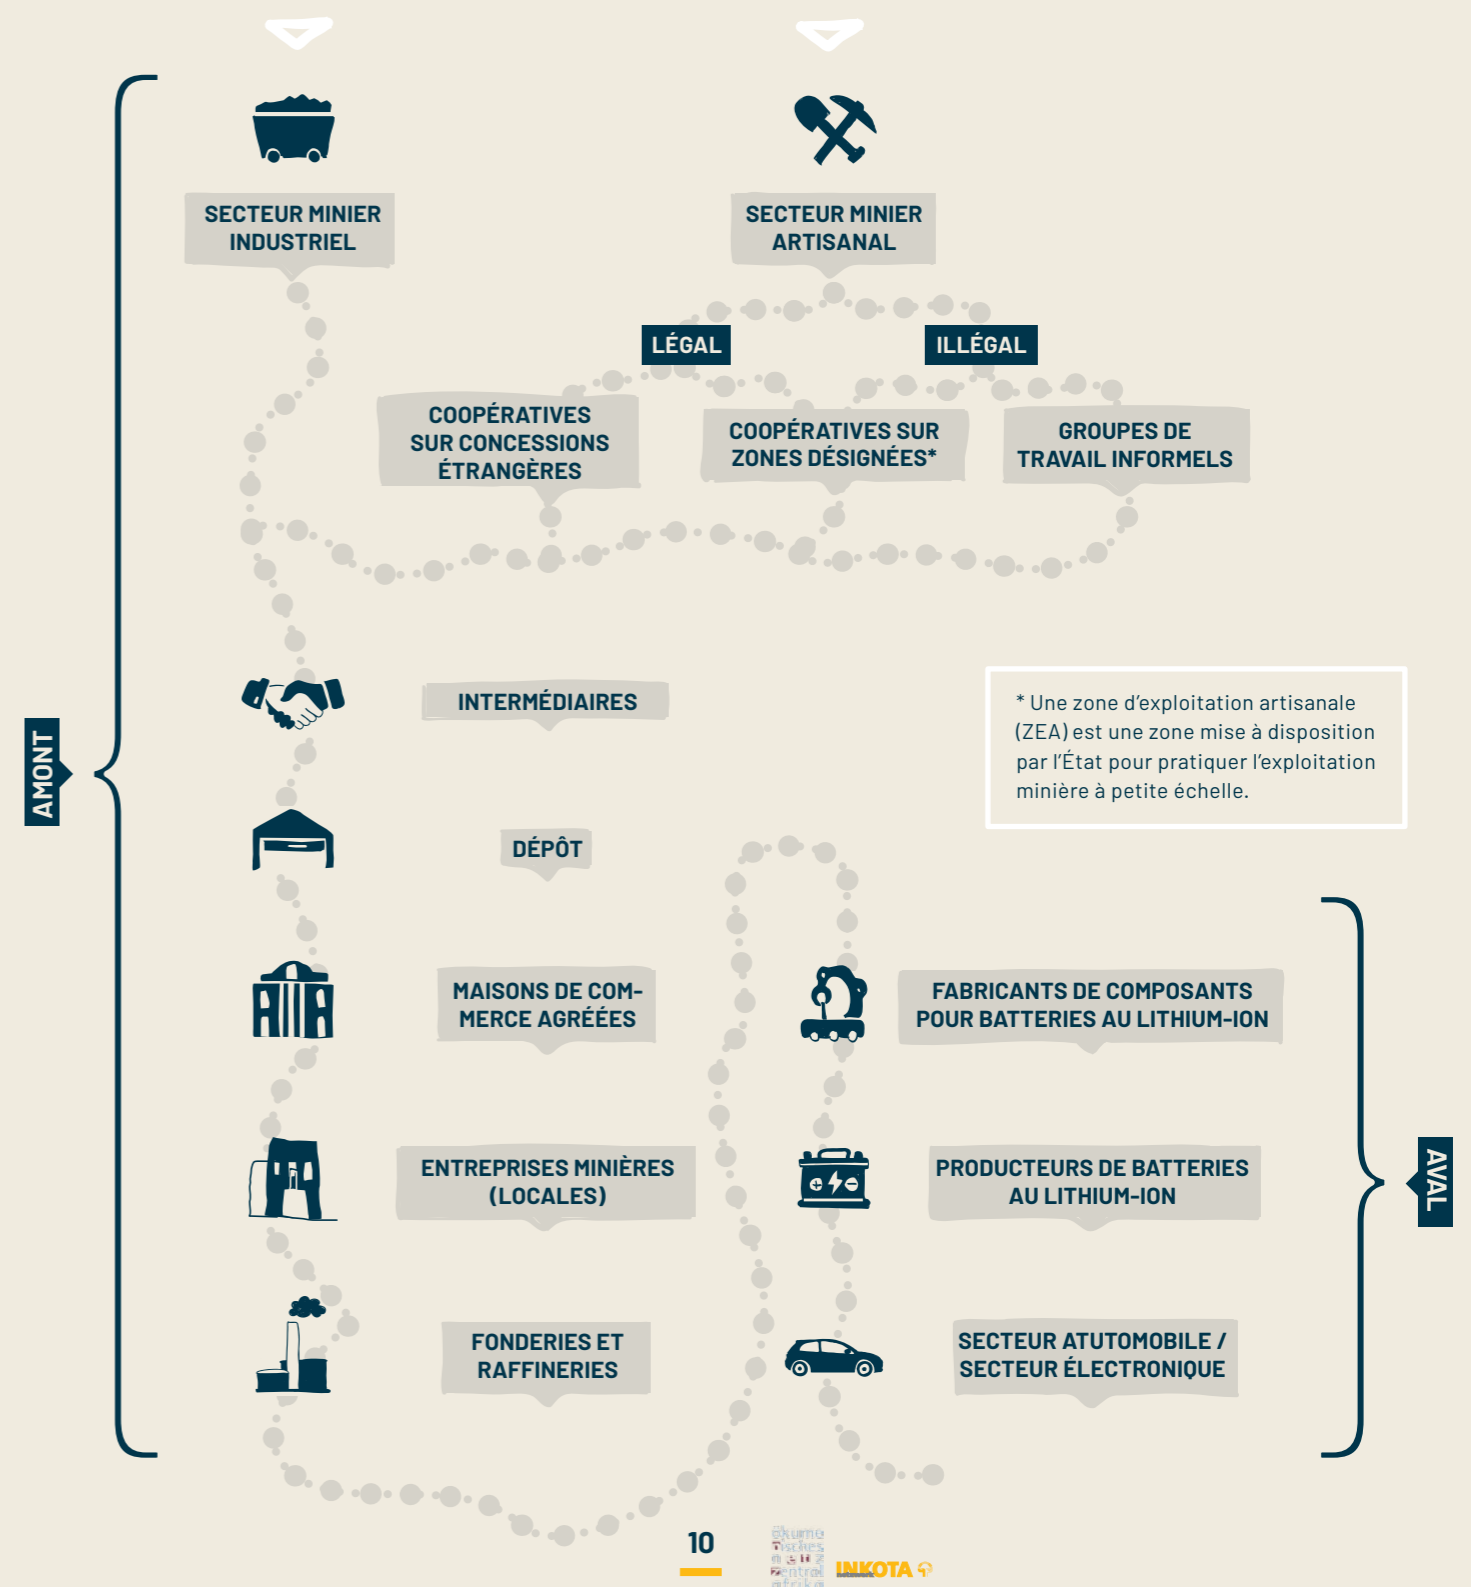 SECTEUR MINIER
INDUSTRIEL
SECTEUR MINIER
ARTISANAL
LÉGAL
ILLÉGAL
COOPÉRATIVES
SUR CONCESSIONS
ÉTRANGÈRES
COOPÉRATIVES SUR
ZONES DÉSIGNÉES*
GROUPES DE
TRAVAIL INFORMELS
AMONT
INTERMÉDIAIRES
* Une zone d’exploitation artisanale
(ZEA) est une zone mise à disposition
par l’État pour pratiquer l’exploitation
minière à petite échelle.
DÉPÔT
MAISONS DE COM-
MERCE AGRÉÉES
ENTREPRISES MINIÈRES
(LOCALES)
FONDERIES ET
RAFFINERIES
FABRICANTS DE COMPOSANTS
POUR BATTERIES AU LITHIUM-ION
PRODUCTEURS DE BATTERIES
AU LITHIUM-ION
SECTEUR ATUTOMOBILE /
SECTEUR ÉLECTRONIQUE
AVAL
10
INKOTA